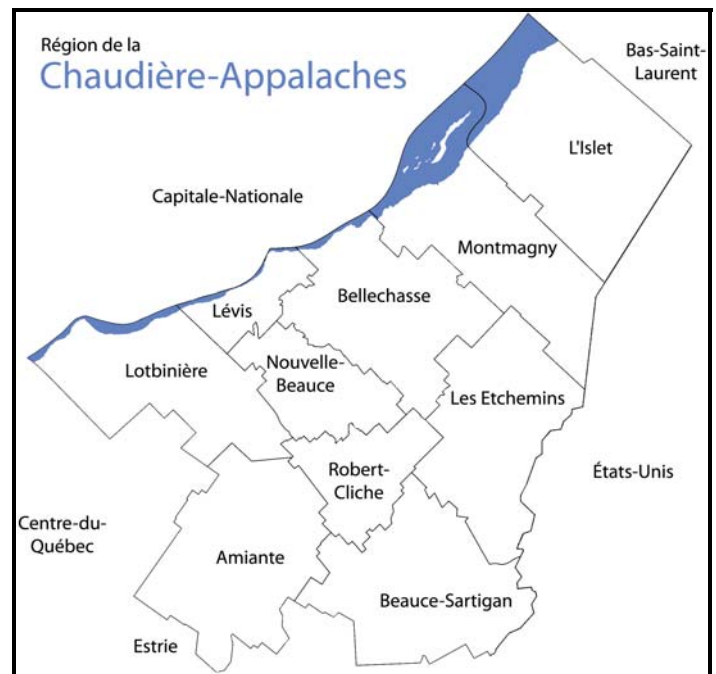 Région de la
Chaudière-Appalaches
Bas-Saint-
Laurent
L'Islet
Capitale-Nationale
Montmagny
Bellechasse
Lévis
Lotbinière
Nouvelle-
Beauce
Les Etchemins
Robert-
Cliche
États-Unis
Centre-du-
Québec
Amiante
Beauce-Sartigan
Estrie